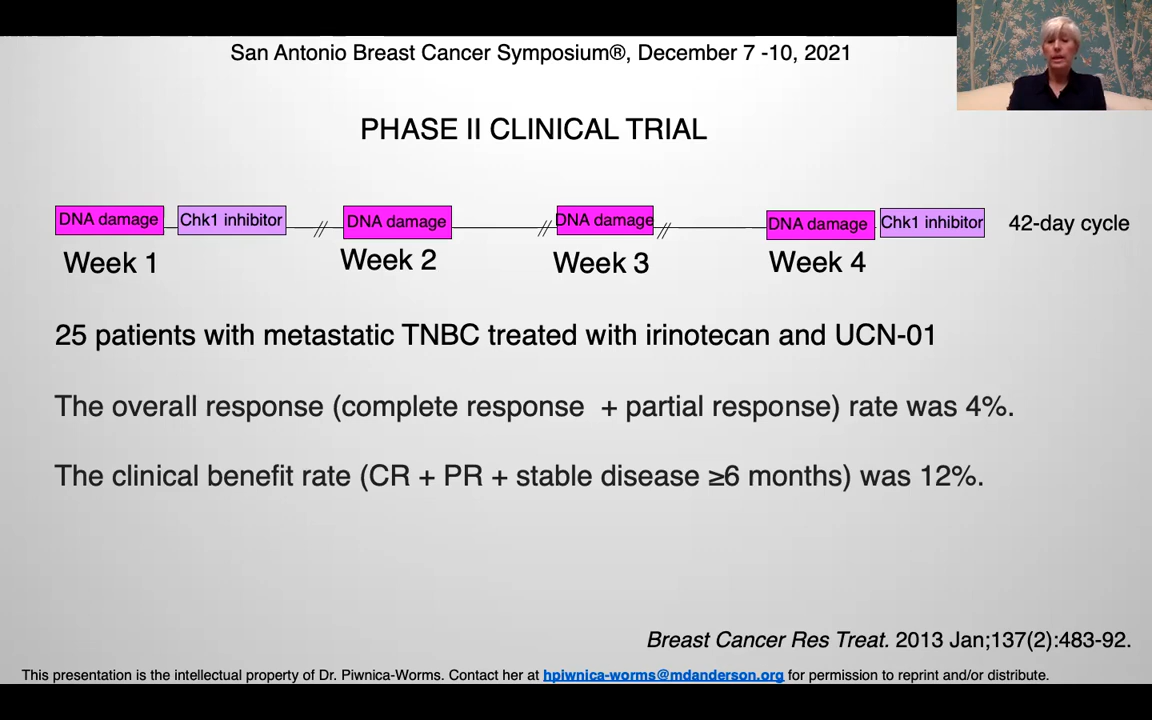 San Antonio Breast Cancer Symposium®, December 7 -10, 2021
PHASE II CLINICAL TRIAL
DNA damage Chk1 inhibitor DNA damage DNA damage DNA damage Chk1 inhibitor 42-day cycle
Week 1 Week 2 Week 3 Week 4
25 patients with metastatic TNBC treated with irinotecan and UCN-01
The overall response (complete response + partial response) rate was 4%.
The clinical benefit rate (CR + PR + stable disease ≥6 months) was 12%.
Breast Cancer Res Treat. 2013 Jan;137(2):483-92.
This presentation is the intellectual property of Dr. Piwnica-Worms. Contact her at hpiwnica-worms@mdanderson.org for permission to reprint and/or distribute.